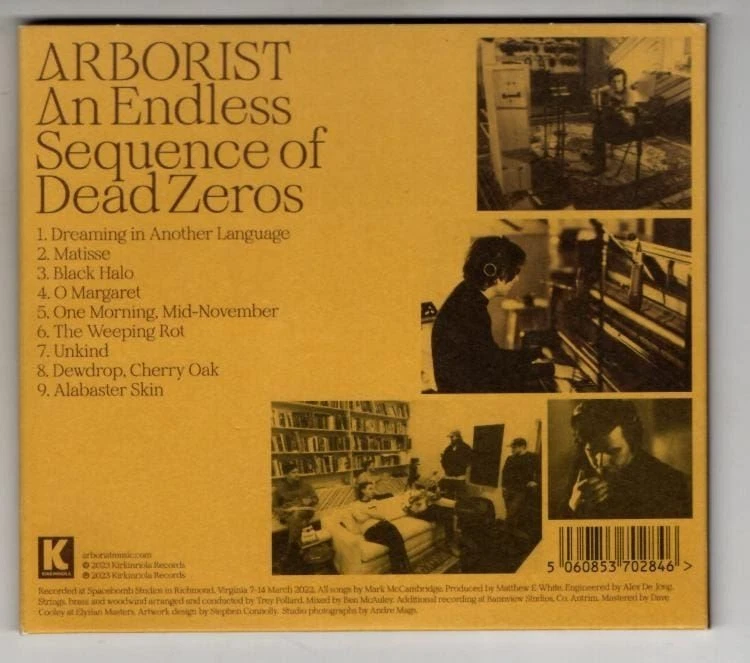 ARBORIST
An Endless
Sequence of
Dead Zeros
1. Dreaming in Another Language
2. Matisse
3. Black Halo
4. O Margaret
5. One Morning, Mid-November
6. The Weeping Rot
7. Unkind
8. Dewdrop, Cherry Oak
9. Alabaster Skin
K
KIRKINRIOLA
arboristmusic.com
℗ 2023 Kirkinriola Records
© 2023 Kirkinriola Records
5 060853 702846 >
Recorded at Spacebomb Studios in Richmond, Virginia 7-14 March 2022. All songs by Mark McCambridge. Produced by Matthew E White. Engineered by Alex De Jong.
Strings, brass and woodwind arranged and conducted by Trey Pollard. Mixed by Ben McAuley. Additional recording at Bannview Studios, Co. Antrim. Mastered by Dave
Cooley at Elysian Masters. Artwork design by Stephen Connolly. Studio photographs by Andre Mags.